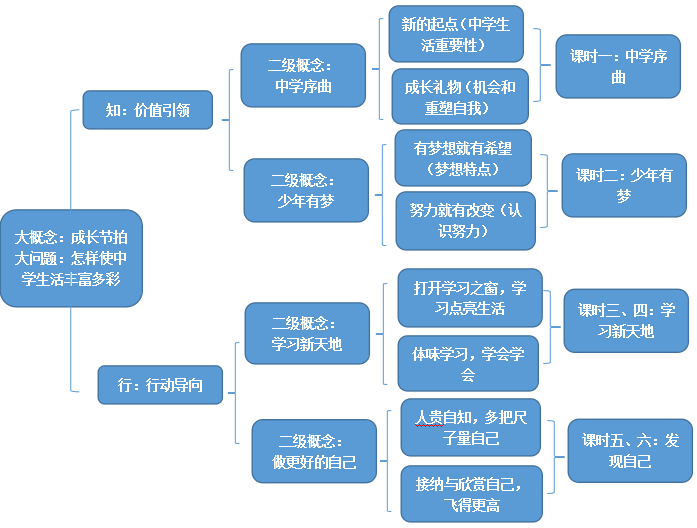 大概念：成长节拍
大问题：怎样使中
学生活丰富多彩
知：价值引领
二级概念：
中学序曲
新的起点（中学生
活重要性）
成长礼物（机会和
重塑自我）
课时一：中学序
曲
二级概念：
少年有梦
有梦想就有希望
（梦想特点）
努力就有改变（认
识努力）
课时二：少年有
梦
行：行动导向
二级概念：
学习新天地
打开学习之窗，学
习点亮生活
体味学习，学会学
会
课时三、四：学
习新天地
二级概念：
做更好的自己
人贵自知，多把尺
子量自己
接纳与欣赏自己，
飞得更高
课时五、六：发
现自己